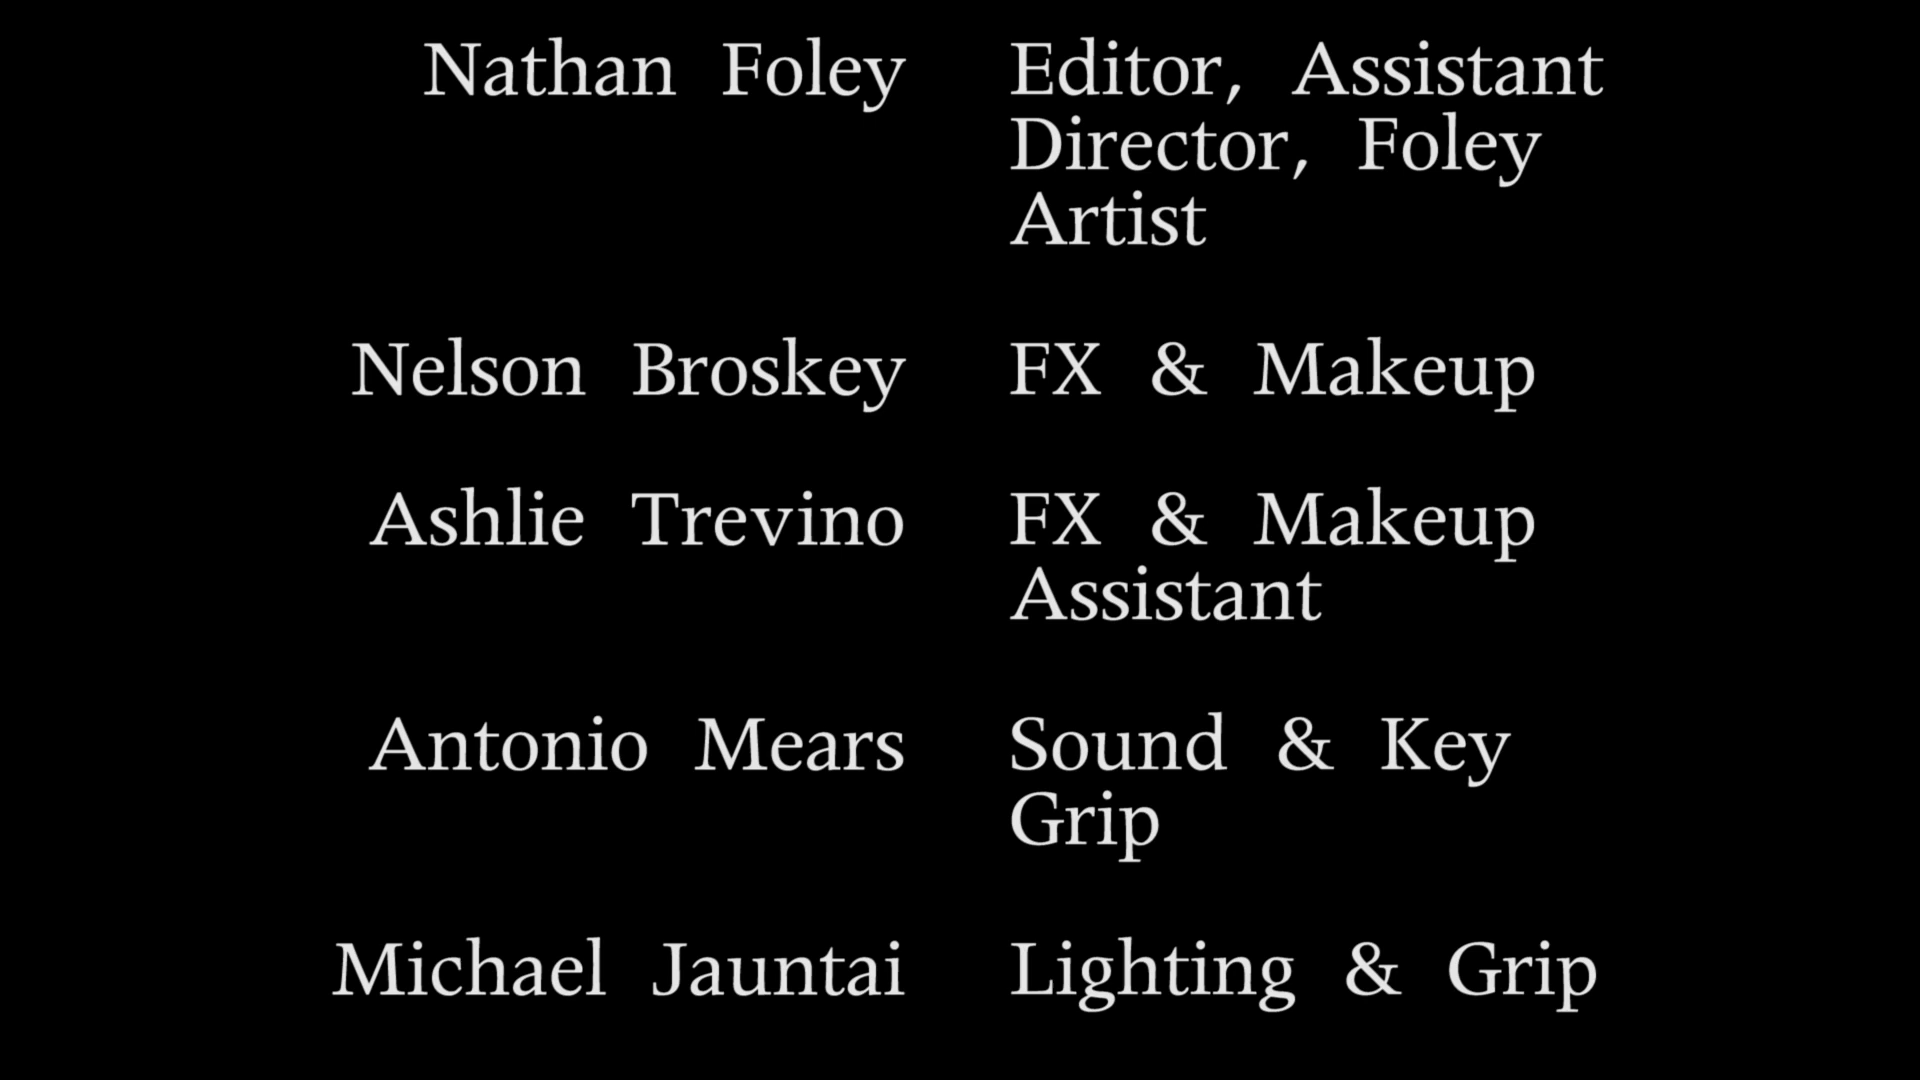 Nathan Foley Editor, Assistant
Director, Foley
Artist
Nelson Broskey FX & Makeup
Ashlie Trevino FX & Makeup
Assistant
Antonio Mears Sound & Key
Grip
Michael Jauntai Lighting & Grip